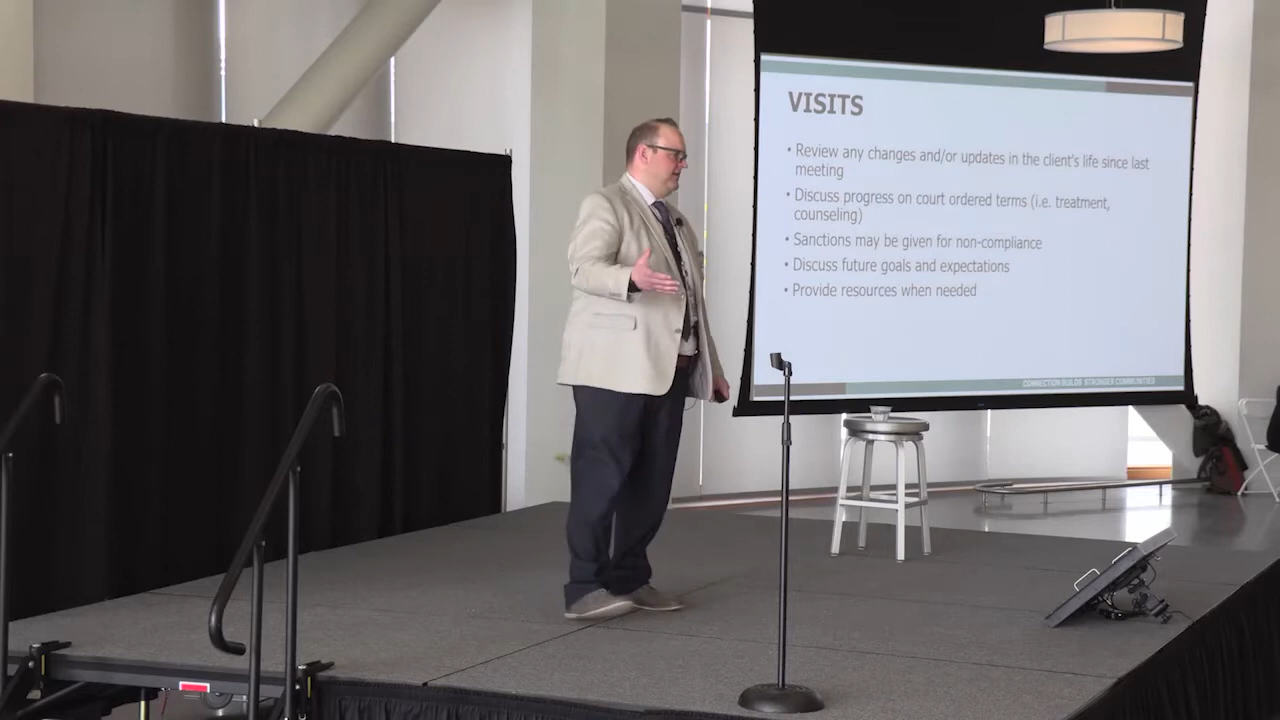 VISITS
• Review any changes and/or updates in the client's life since last
meeting
• Discuss progress on court ordered terms (i.e. treatment,
counseling)
• Sanctions may be given for non-compliance
• Discuss future goals and expectations
• Provide resources when needed
CONNECTION BUILDS STRONGER COMMUNITIES